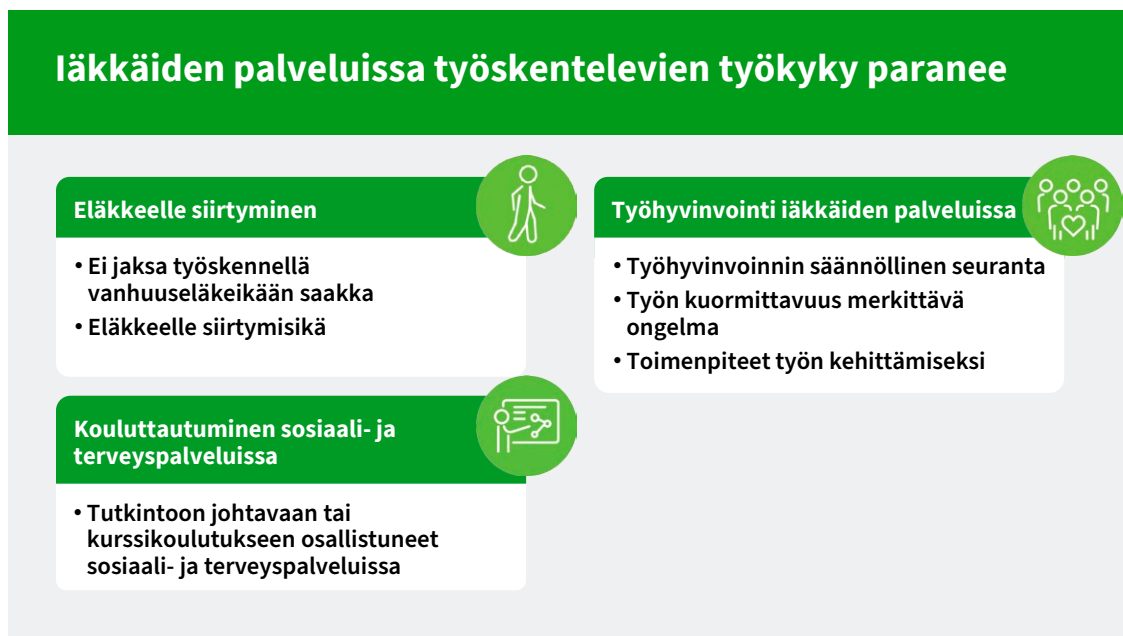 Iäkkäiden palveluissa työskentelevien työkyky paranee
Eläkkeelle siirtyminen
• Ei jaksa työskennellä
vanhuuseläkeikään saakka
• Eläkkeelle siirtymisikä
Kouluttautuminen sosiaali- ja
terveyspalveluissa
• Tutkintoon johtavaan tai
kurssikoulutukseen osallistuneet
sosiaali- ja terveyspalveluissa
Työhyvinvointi iäkkäiden palveluissa
• Työhyvinvoinnin säännöllinen seuranta
• Työn kuormittavuus merkittävä
ongelma
• Toimenpiteet työn kehittämiseksi